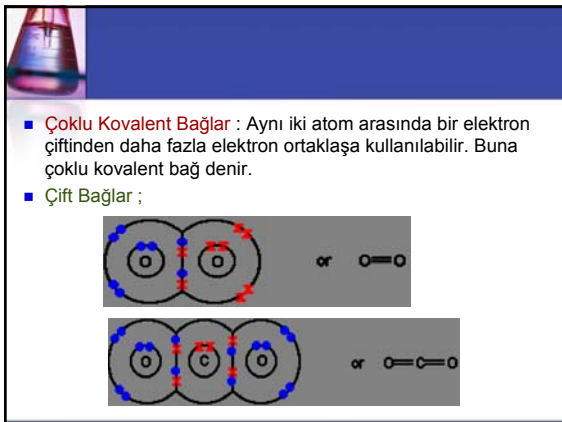 Çoklu Kovalent Bağlar : Aynı iki atom arasında bir elektron
çiftinden daha fazla elektron ortaklaşa kullanılabilir. Buna
çoklu kovalent bağ denir.
Çift Bağlar ;
O O or O=O
O C O or O=C=O